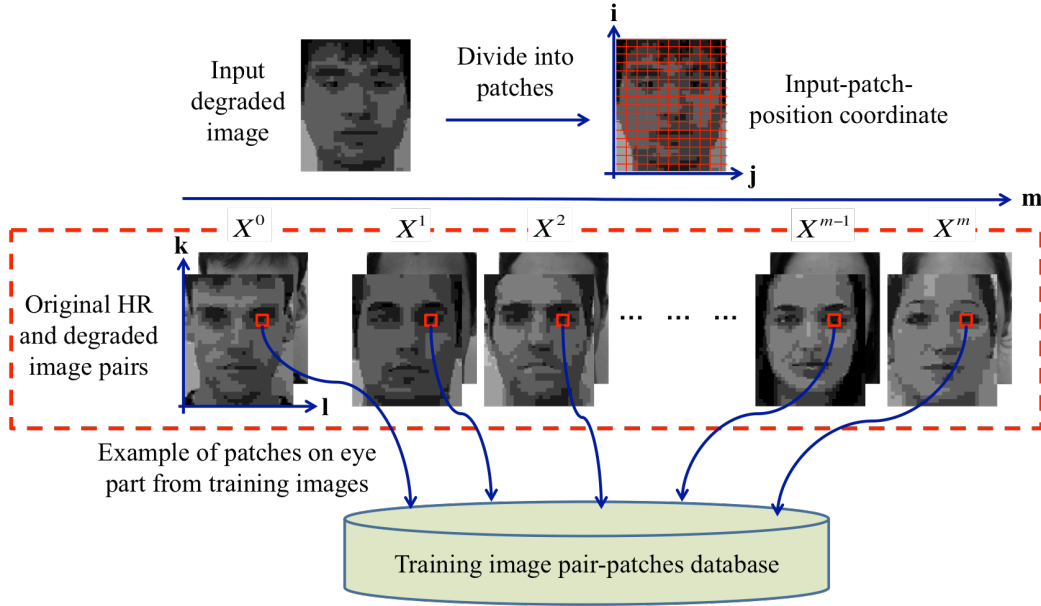 i
Input
degraded
image
Divide into
patches
Input-patch-
position coordinate
j
m
X^0
X^1
X^2
X^{m-1}
X^m
k
Original HR
and degraded
image pairs
... ... ...
l
Example of patches on eye
part from training images
Training image pair-patches database